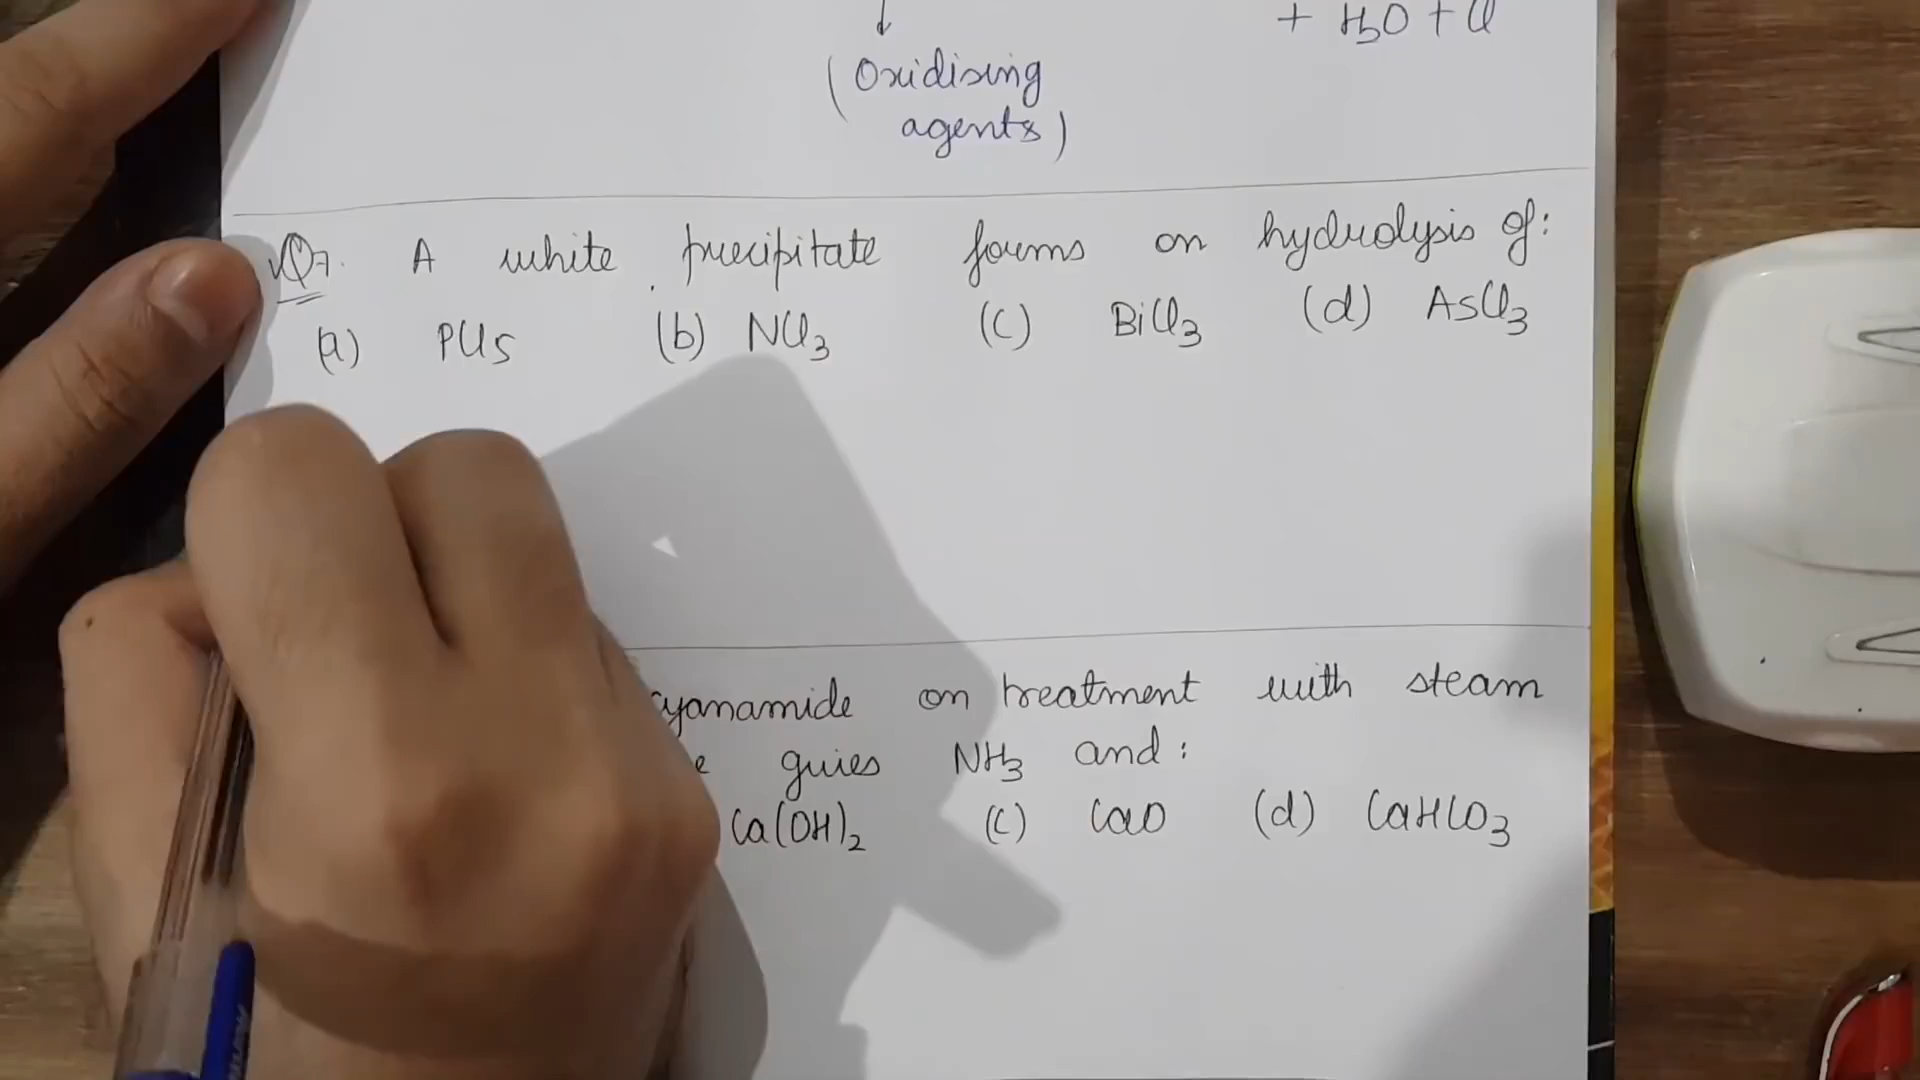 + H2O + Cl
(Oxidising
agents)
Q7. A white precipitate forms on hydrolysis of:
(a) PCl5 (b) NCl3 (c) BiCl3 (d) AsCl3
yanamide on treatment with steam
e gives NH3 and:
Ca(OH)2 (c) CaO (d) CaHCO3